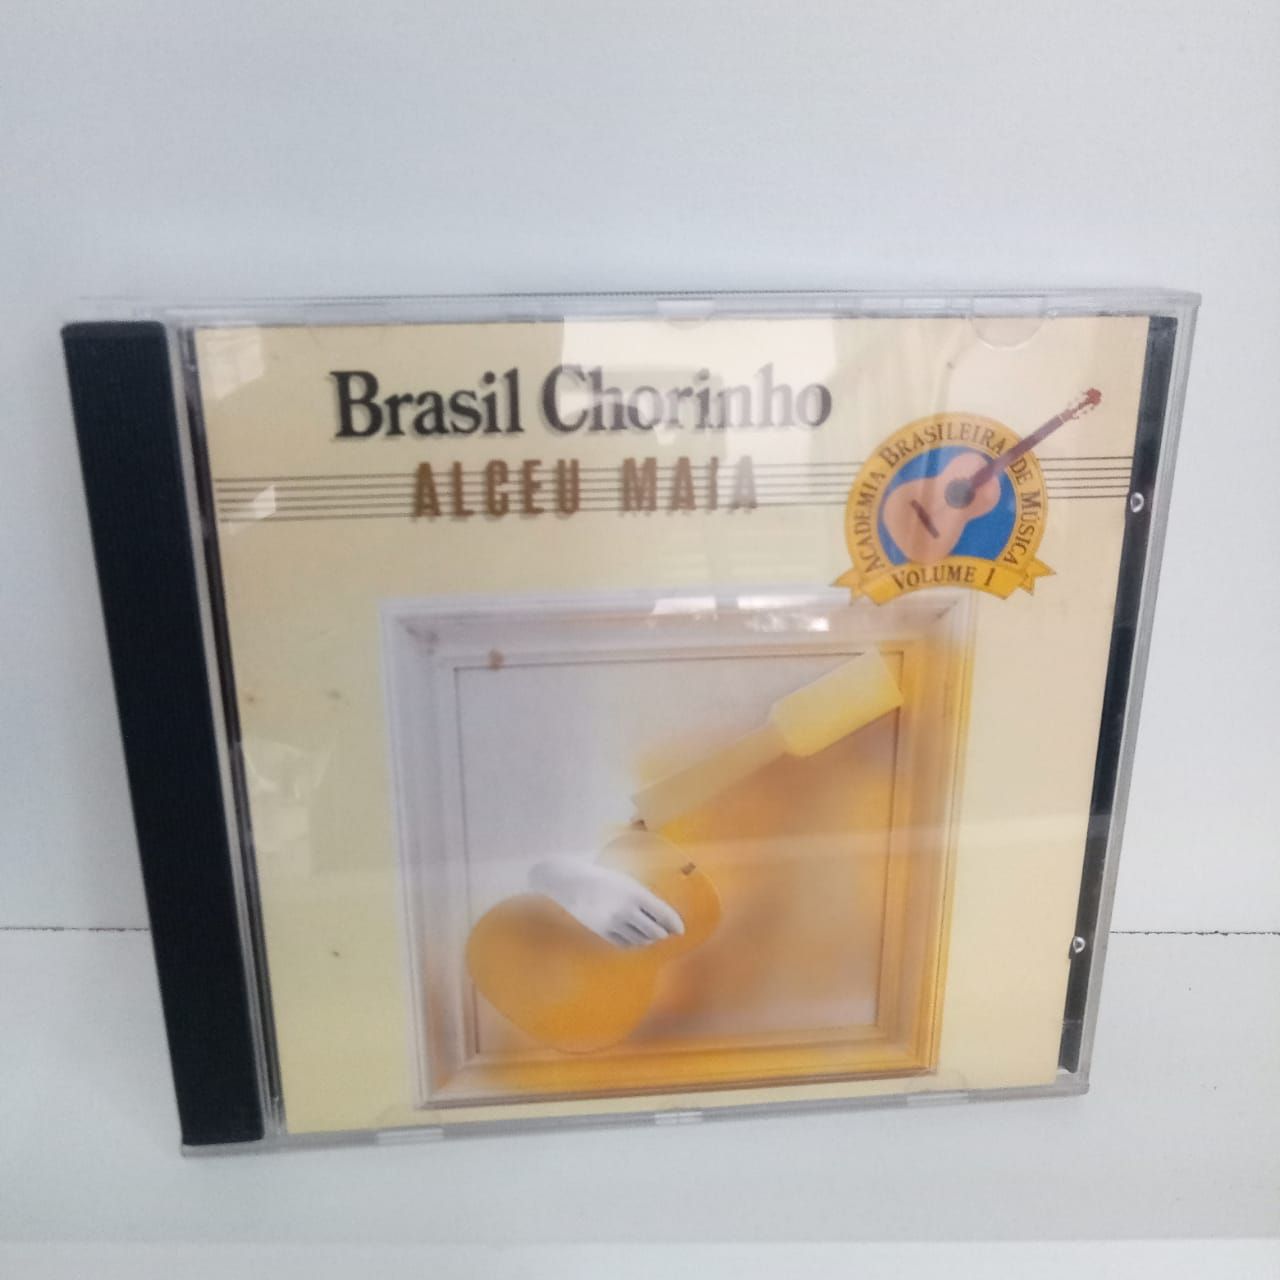 Brasil Chorinho
ALCEU MAIA
ACADEMIA BRASILEIRA DE MÚSICA
VOLUME 1